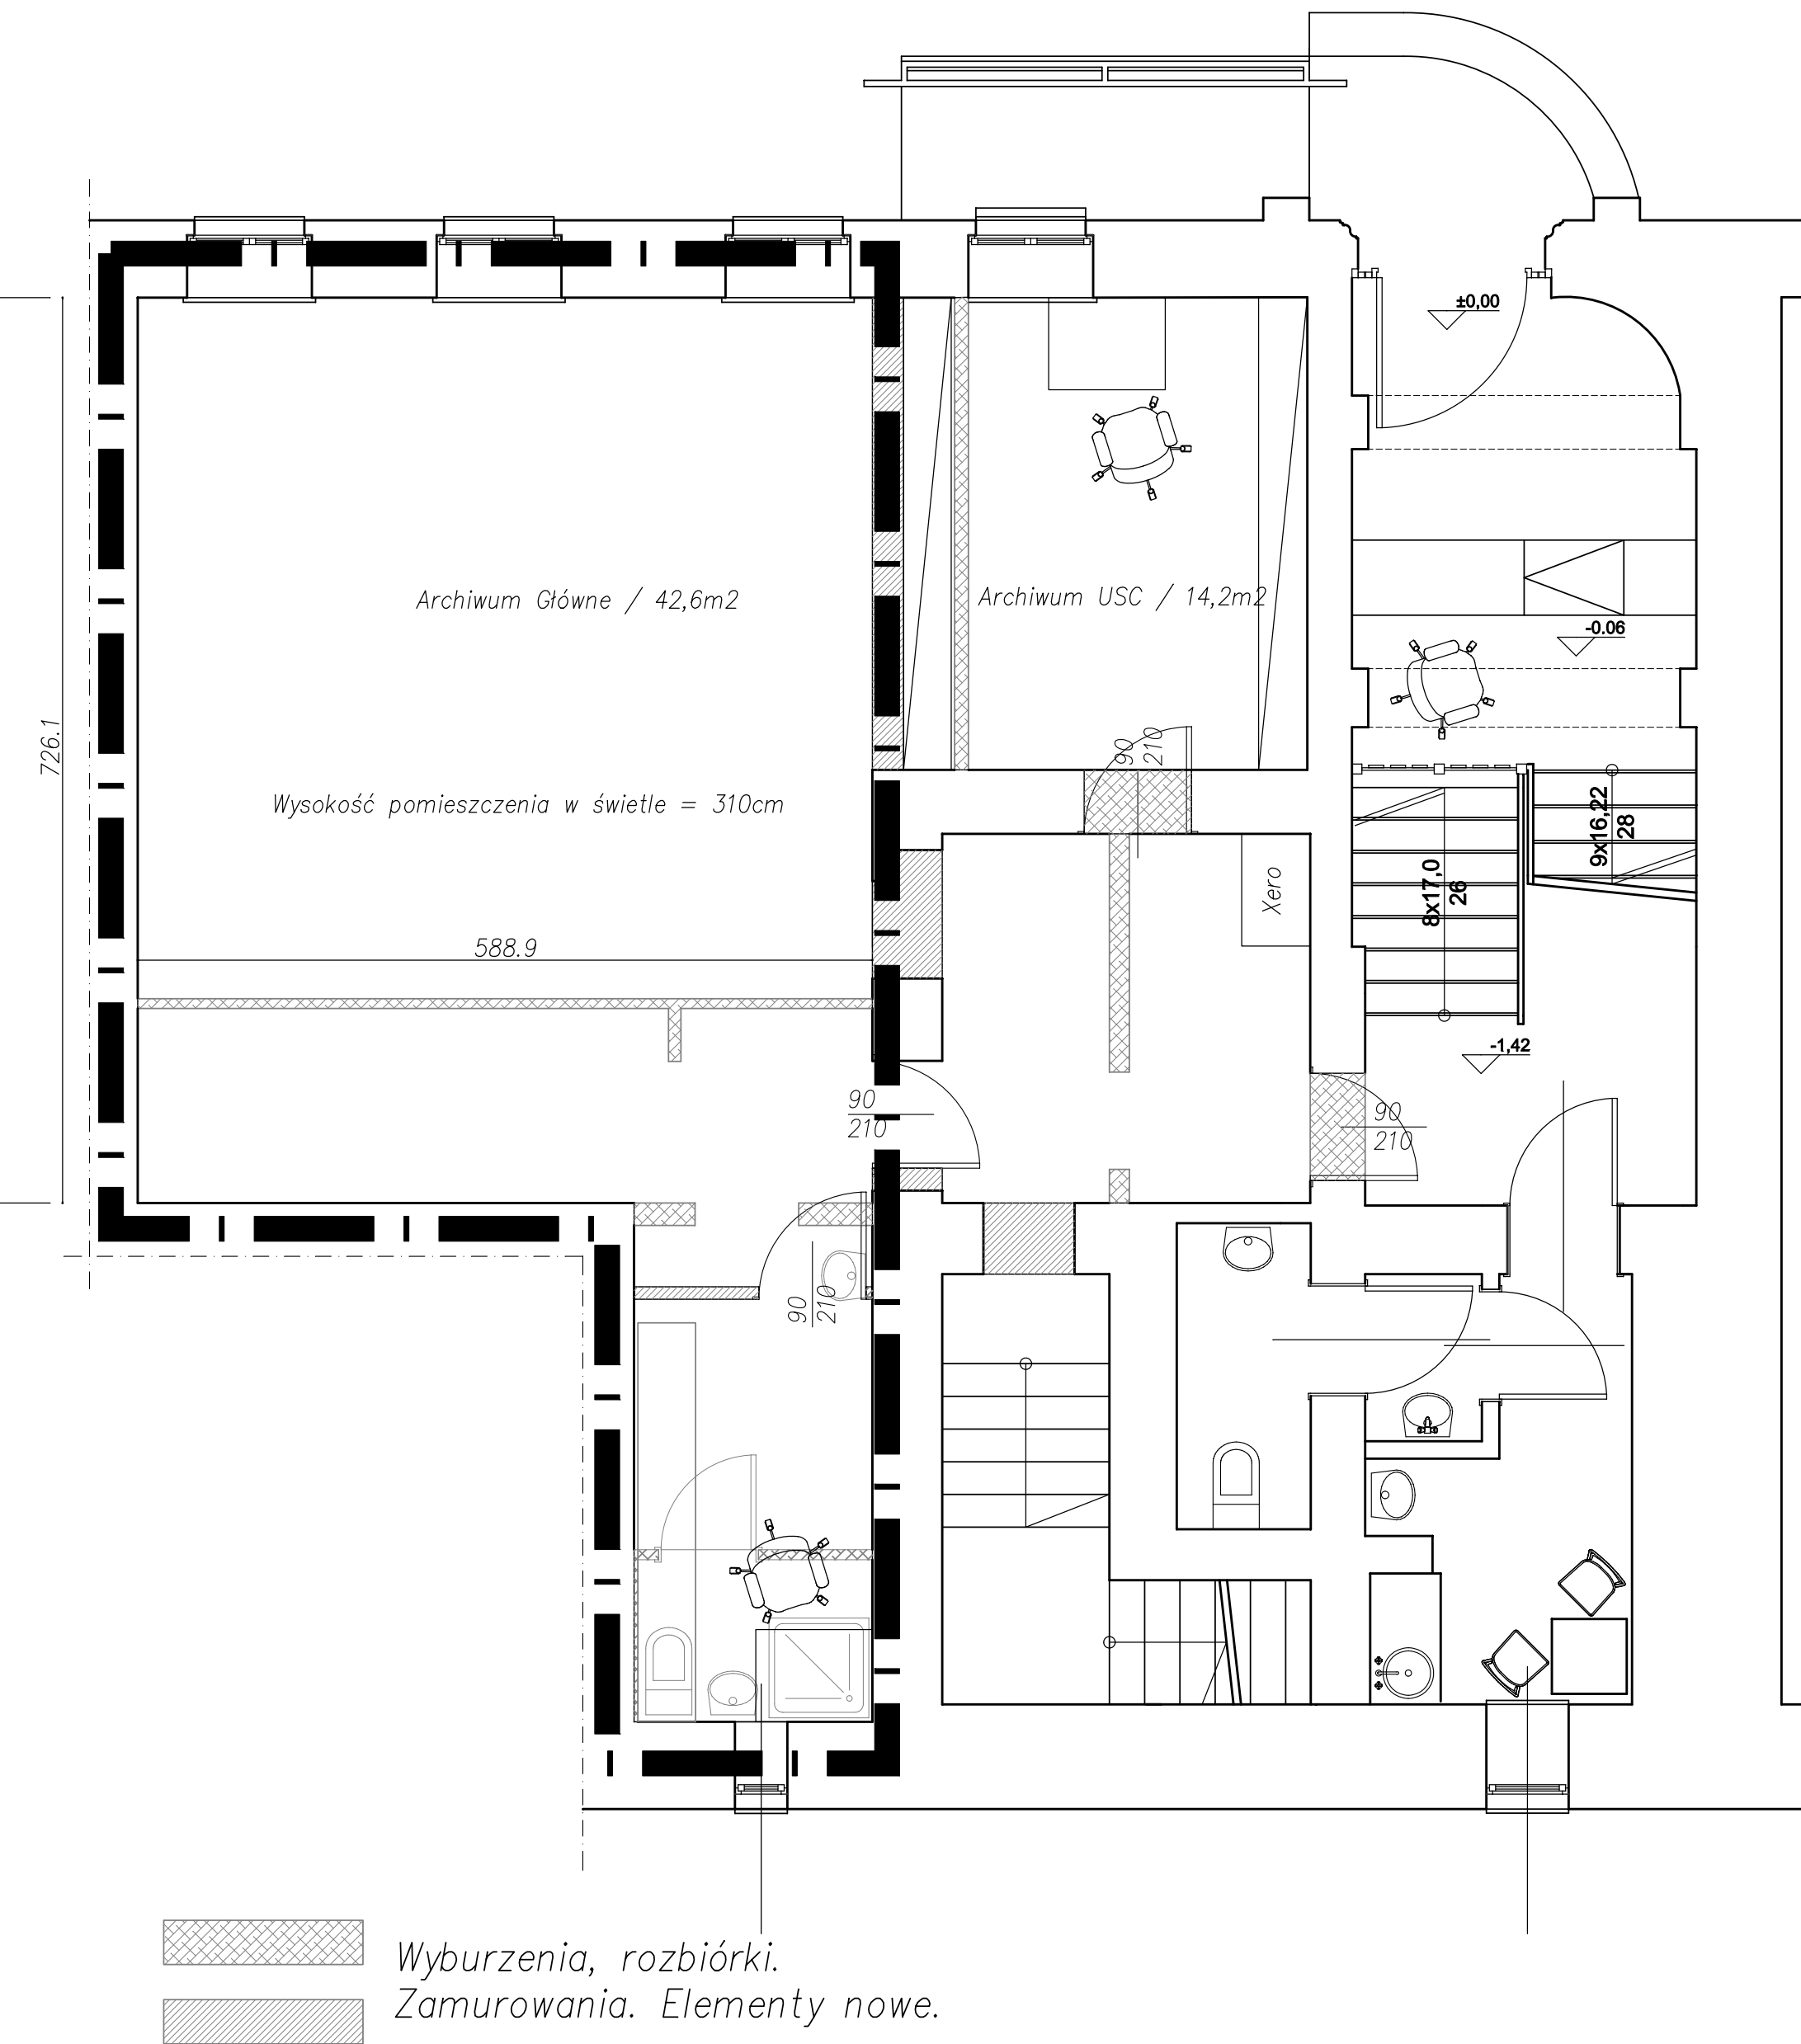 ±0,00
Archiwum Główne / 42,6m2
Archiwum USC / 14,2m2
-0.06
726.1
90
210
Wysokość pomieszczenia w świetle = 310cm
9x16,22
28
8x17,0
26
Xero
588.9
-1,42
90
210
90
210
90
210
Wyburzenia, rozbiórki.
Zamurowania. Elementy nowe.